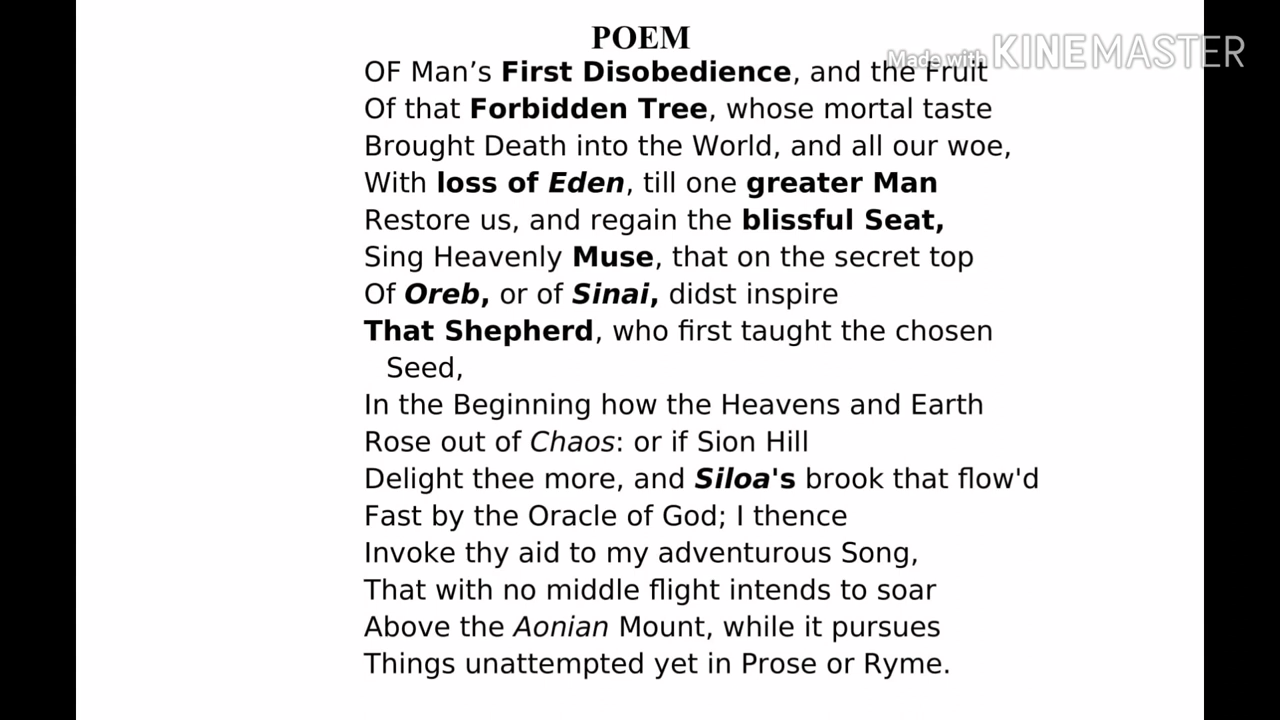 POEM
Made with KINEMASTER
OF Man’s First Disobedience, and the Fruit
Of that Forbidden Tree, whose mortal taste
Brought Death into the World, and all our woe,
With loss of Eden, till one greater Man
Restore us, and regain the blissful Seat,
Sing Heavenly Muse, that on the secret top
Of Oreb, or of Sinai, didst inspire
That Shepherd, who first taught the chosen
Seed,
In the Beginning how the Heavens and Earth
Rose out of Chaos: or if Sion Hill
Delight thee more, and Siloa's brook that flow'd
Fast by the Oracle of God; I thence
Invoke thy aid to my adventurous Song,
That with no middle flight intends to soar
Above the Aonian Mount, while it pursues
Things unattempted yet in Prose or Ryme.